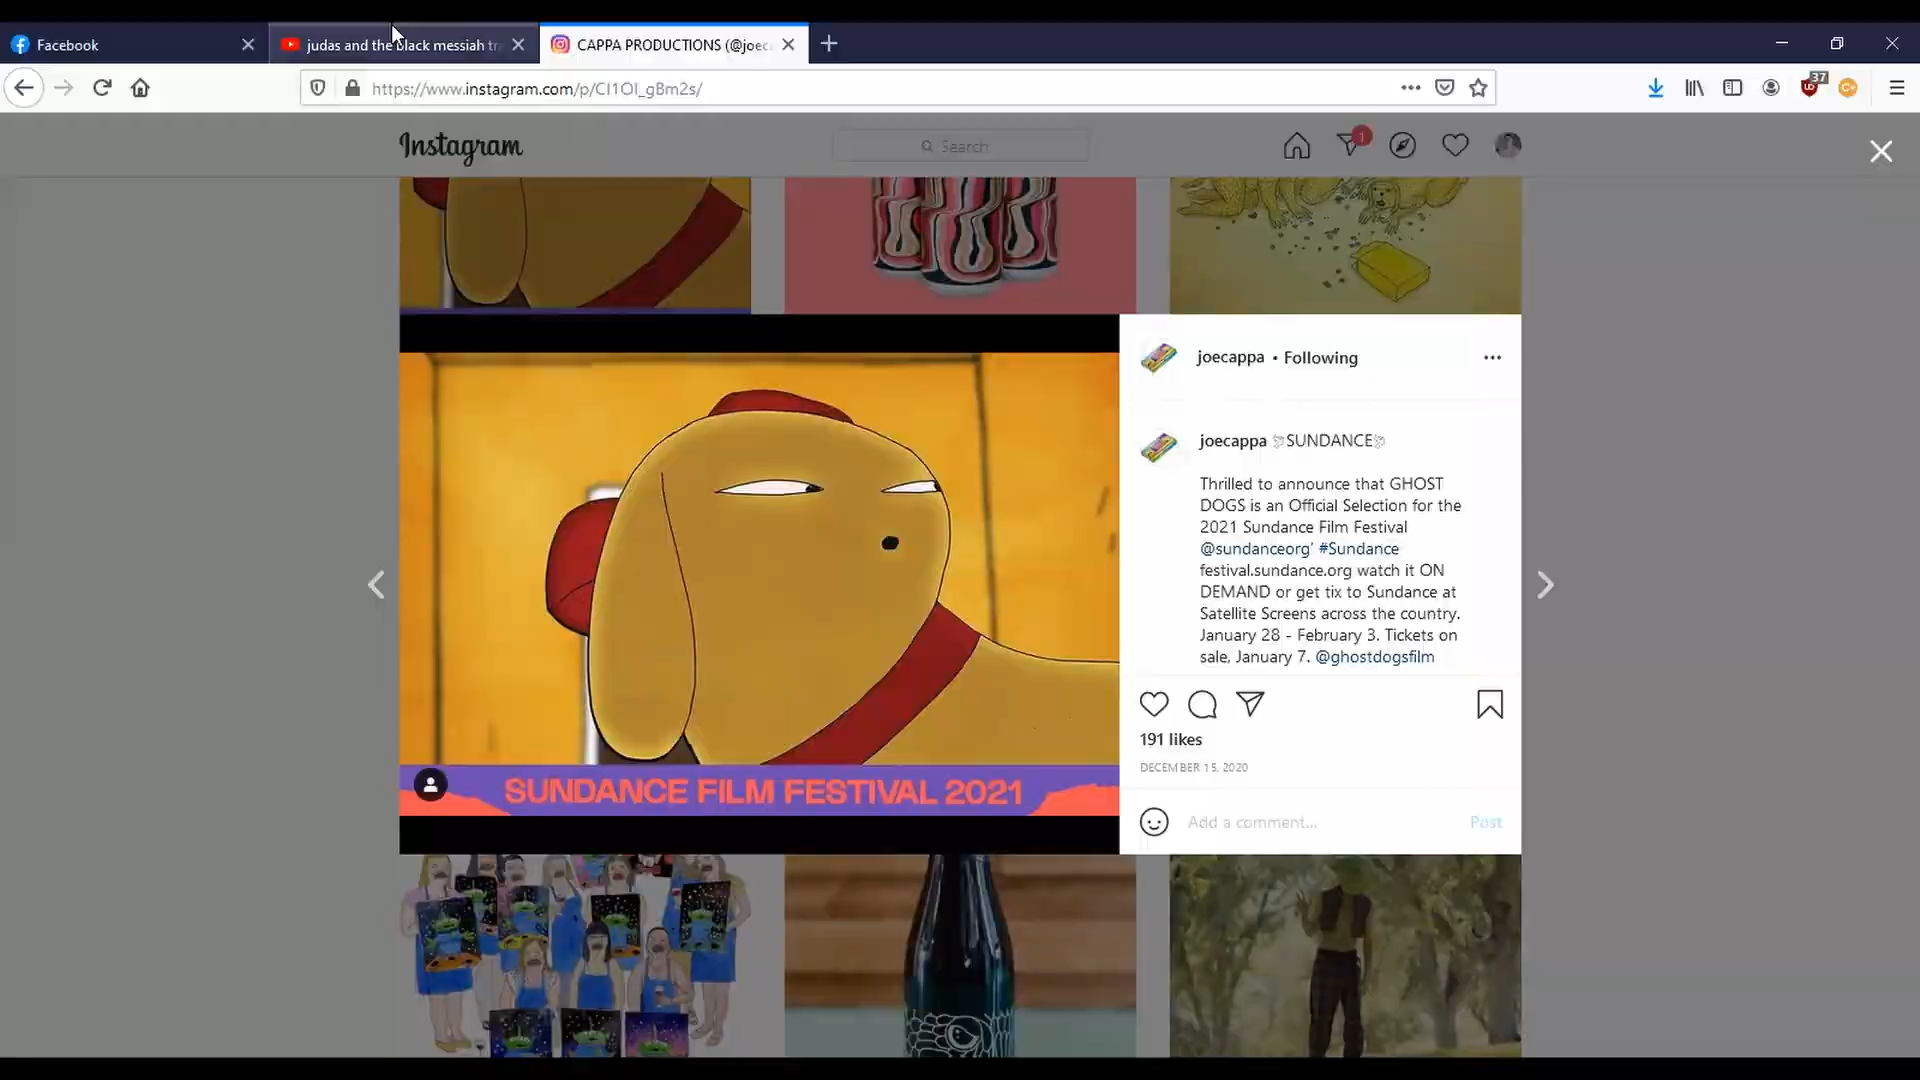 Facebook
judas and the black messiah tr
CAPPA PRODUCTIONS (@joec
https://www.instagram.com/p/CI1OI_gBm2s/
37
Instagram
Search
1
joecappa • Following
joecappa 🕊SUNDANCE🕊
Thrilled to announce that GHOST
DOGS is an Official Selection for the
2021 Sundance Film Festival
@sundanceorg' #Sundance
festival.sundance.org watch it ON
DEMAND or get tix to Sundance at
Satellite Screens across the country.
January 28 - February 3. Tickets on
sale, January 7. @ghostdogsfilm
191 likes
DECEMBER 15, 2020
Add a comment...
Post
SUNDANCE FILM FESTIVAL 2021